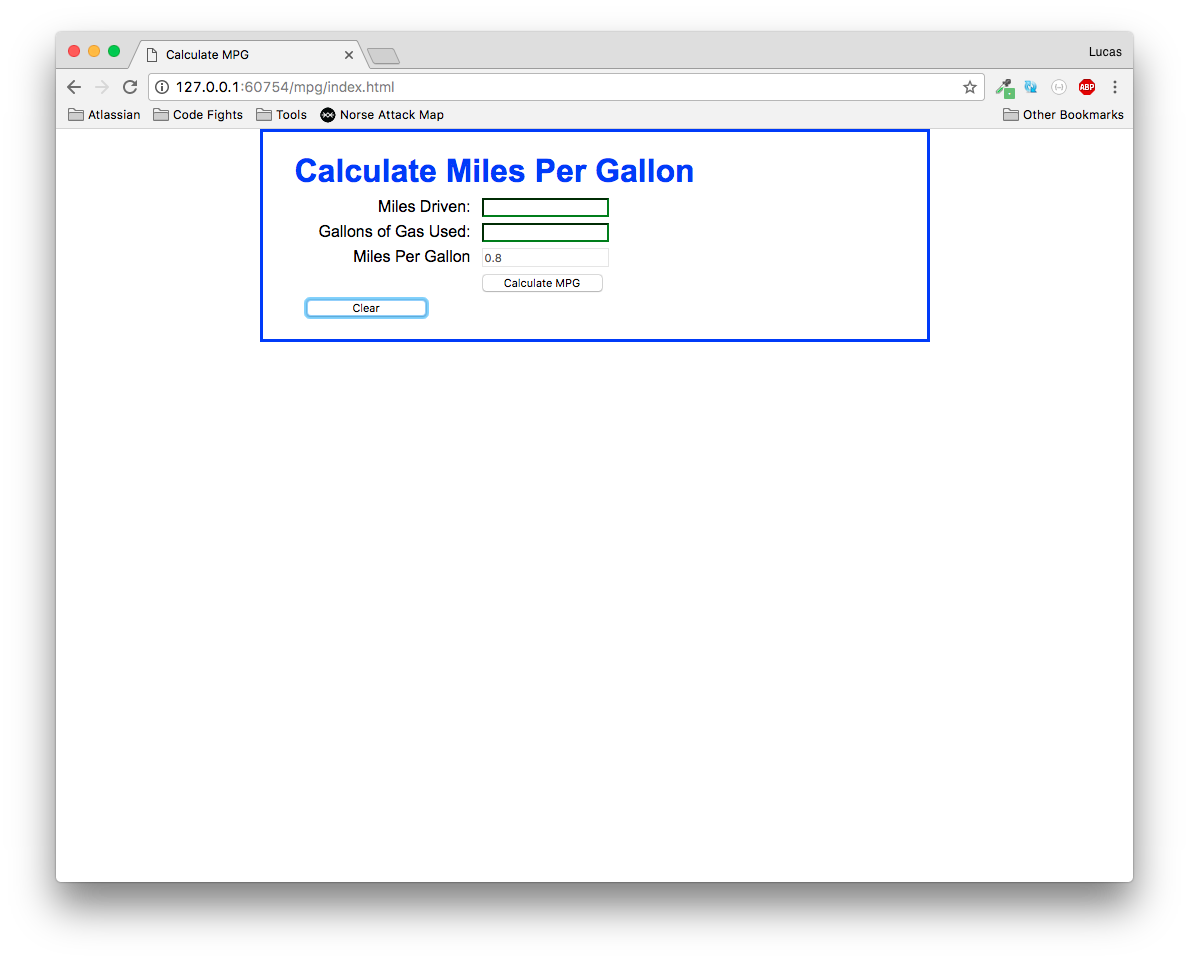 Calculate MPG
Lucas
127.0.0.1:60754/mpg/index.html
ABP
Atlassian Code Fights Tools Norse Attack Map Other Bookmarks
Calculate Miles Per Gallon
Miles Driven:
Gallons of Gas Used:
Miles Per Gallon 0.8
Calculate MPG
Clear